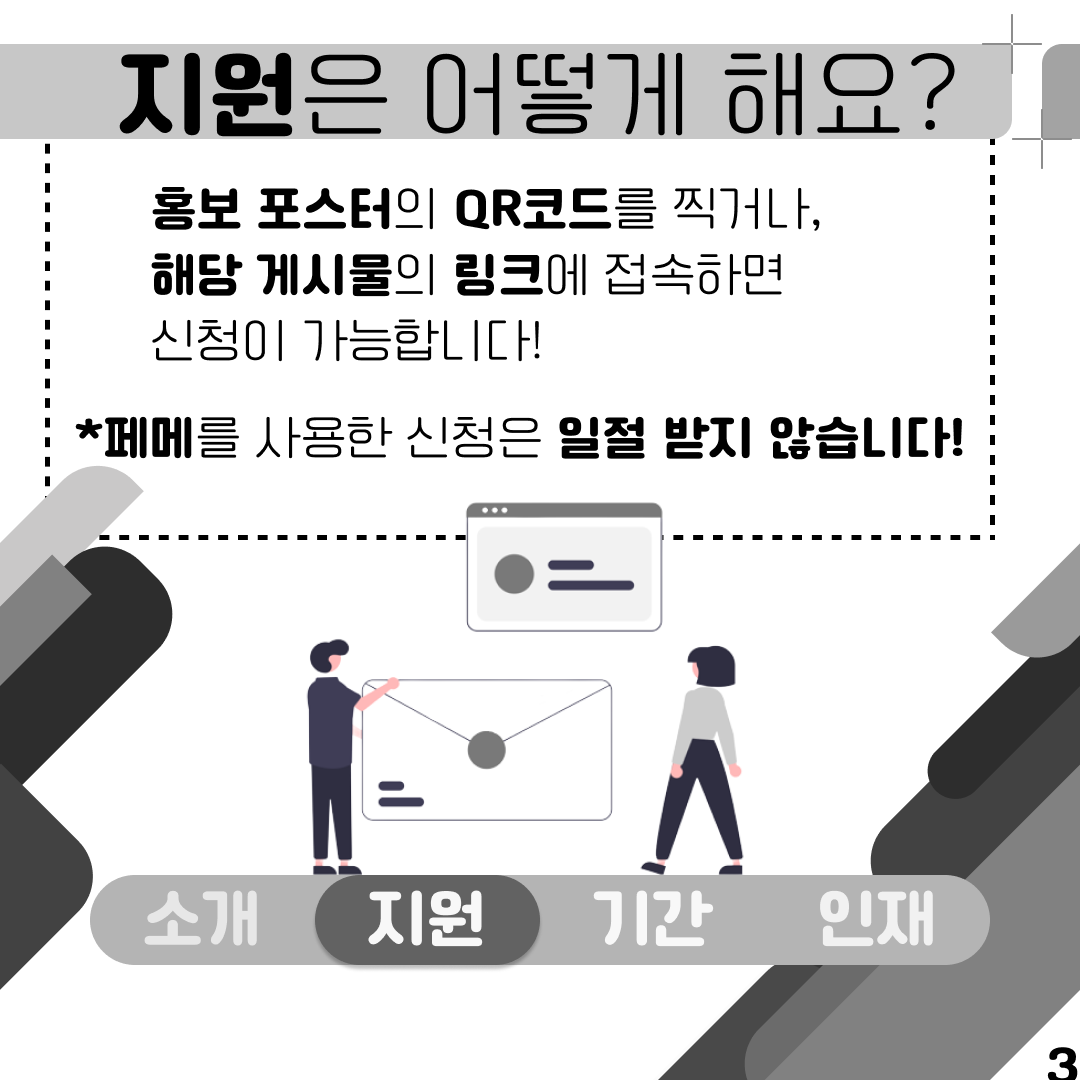 지원은 어떻게 해요?
홍보 포스터의 QR코드를 찍거나,
해당 게시물의 링크에 접속하면
신청이 가능합니다!
*페메를 사용한 신청은 일절 받지 않습니다!
소개 지원 기간 인재
3